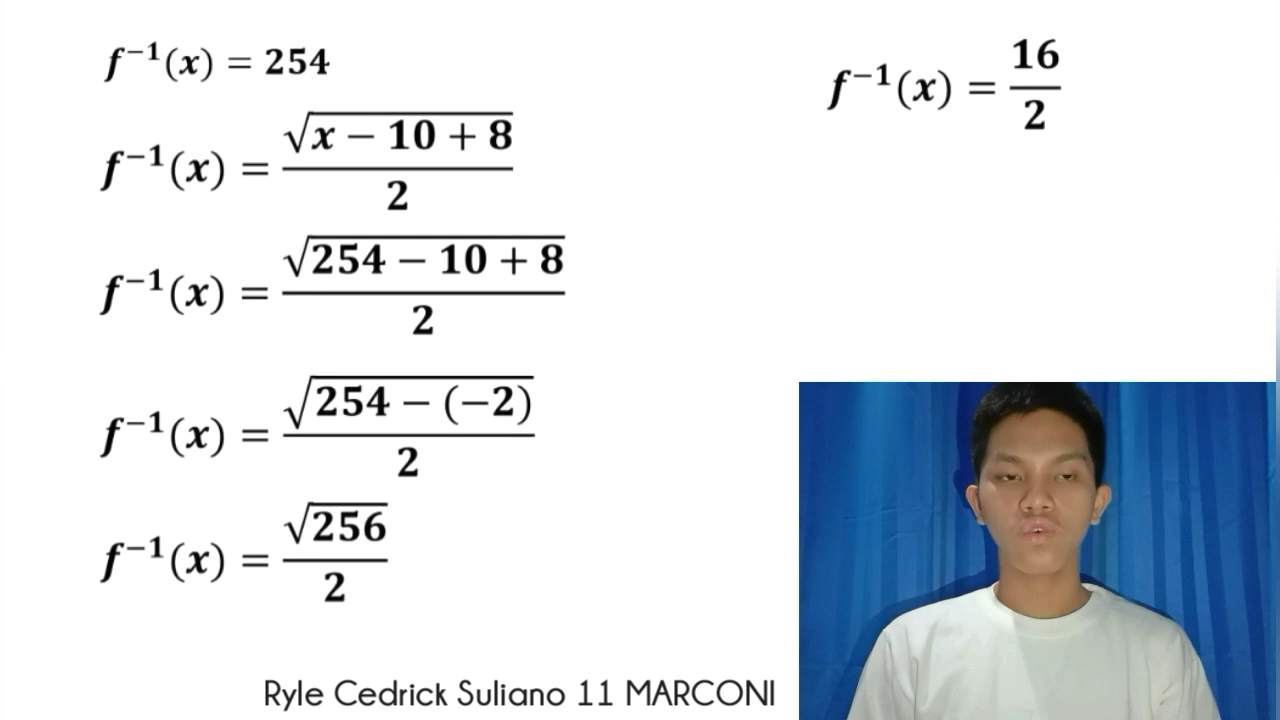 f⁻¹(x) = 254
f⁻¹(x) = √(x − 10 + 8) / 2
f⁻¹(x) = √(254 − 10 + 8) / 2
f⁻¹(x) = √(254 − (−2)) / 2
f⁻¹(x) = √256 / 2
f⁻¹(x) = 16 / 2
Ryle Cedrick Suliano 11 MARCONI